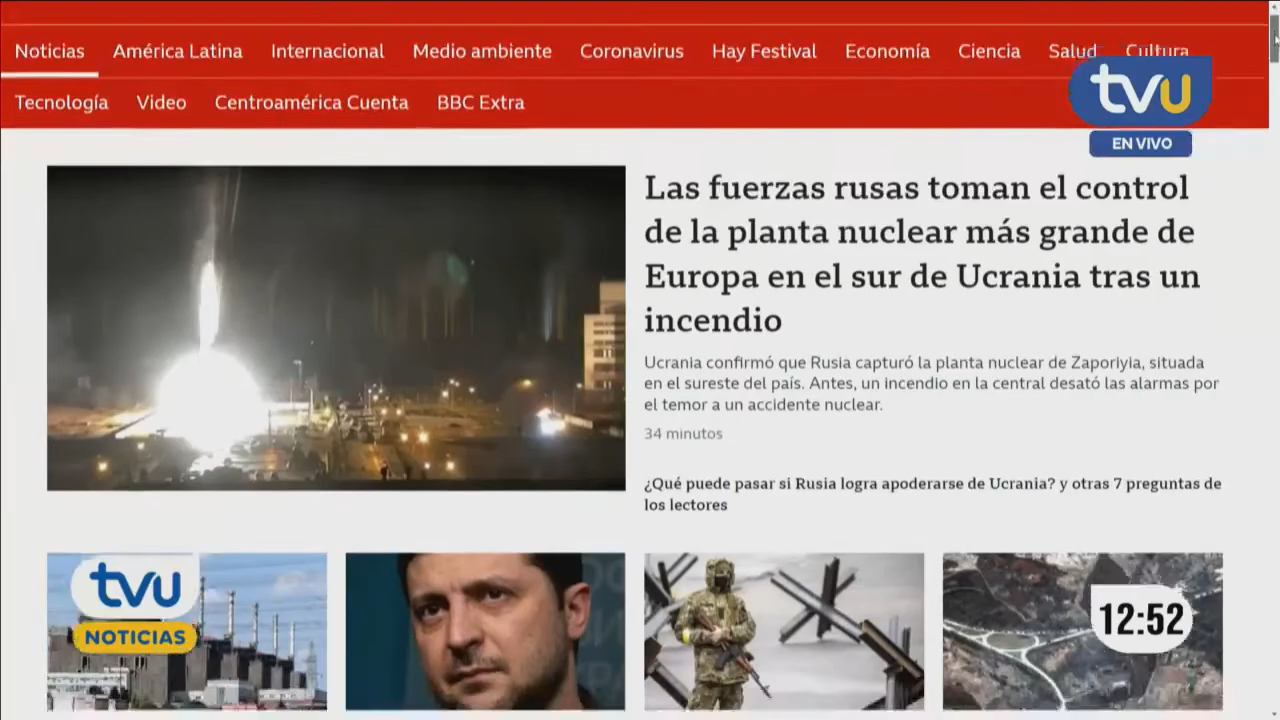 Noticias América Latina Internacional Medio ambiente Coronavirus Hay Festival Economía Ciencia Salud Cultura
Tecnología Video Centroamérica Cuenta BBC Extra
tvu
EN VIVO
Las fuerzas rusas toman el control
de la planta nuclear más grande de
Europa en el sur de Ucrania tras un
incendio
Ucrania confirmó que Rusia capturó la planta nuclear de Zaporiyia, situada
en el sureste del país. Antes, un incendio en la central desató las alarmas por
el temor a un accidente nuclear.
34 minutos
¿Qué puede pasar si Rusia logra apoderarse de Ucrania? y otras 7 preguntas de
los lectores
tvu
NOTICIAS
12:52